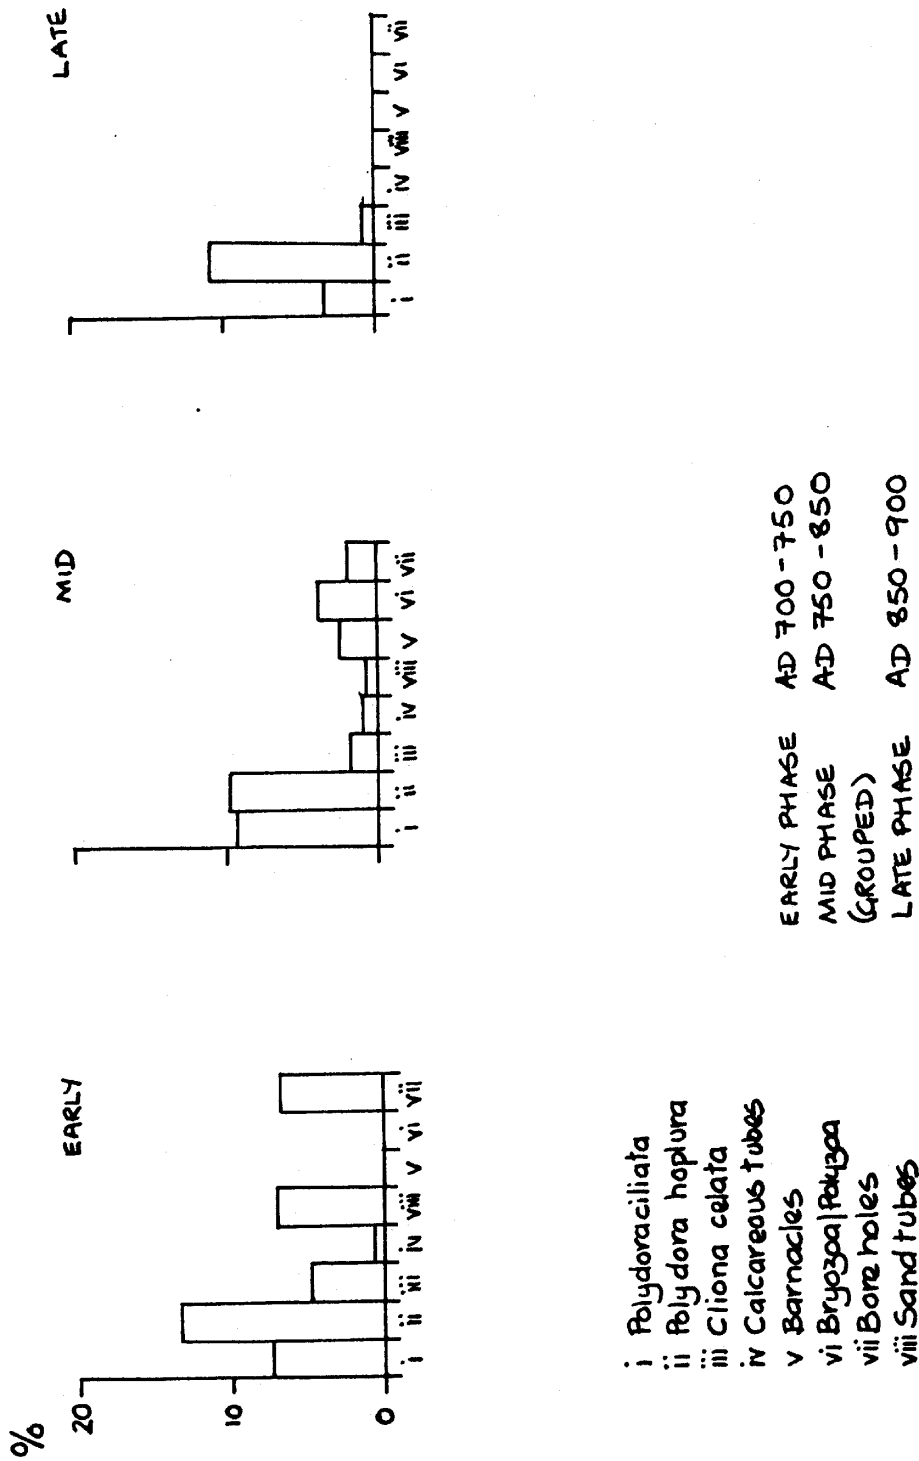 %
EARLY
MID
LATE
20
10
0
i ii iii iv viii v vi vii
i ii iii iv viii v vi vii
i ii iii iv viii v vi vii
i Polydoraciliata
ii Polydora hoplura
iii Cliona celata
iv Calcareous tubes
v Barnacles
vi Bryozoa/Polyzoa
vii Bore holes
viii Sand tubes
EARLY PHASE AD 700-750
MID PHASE AD 750-850
(GROUPED)
LATE PHASE AD 850-900